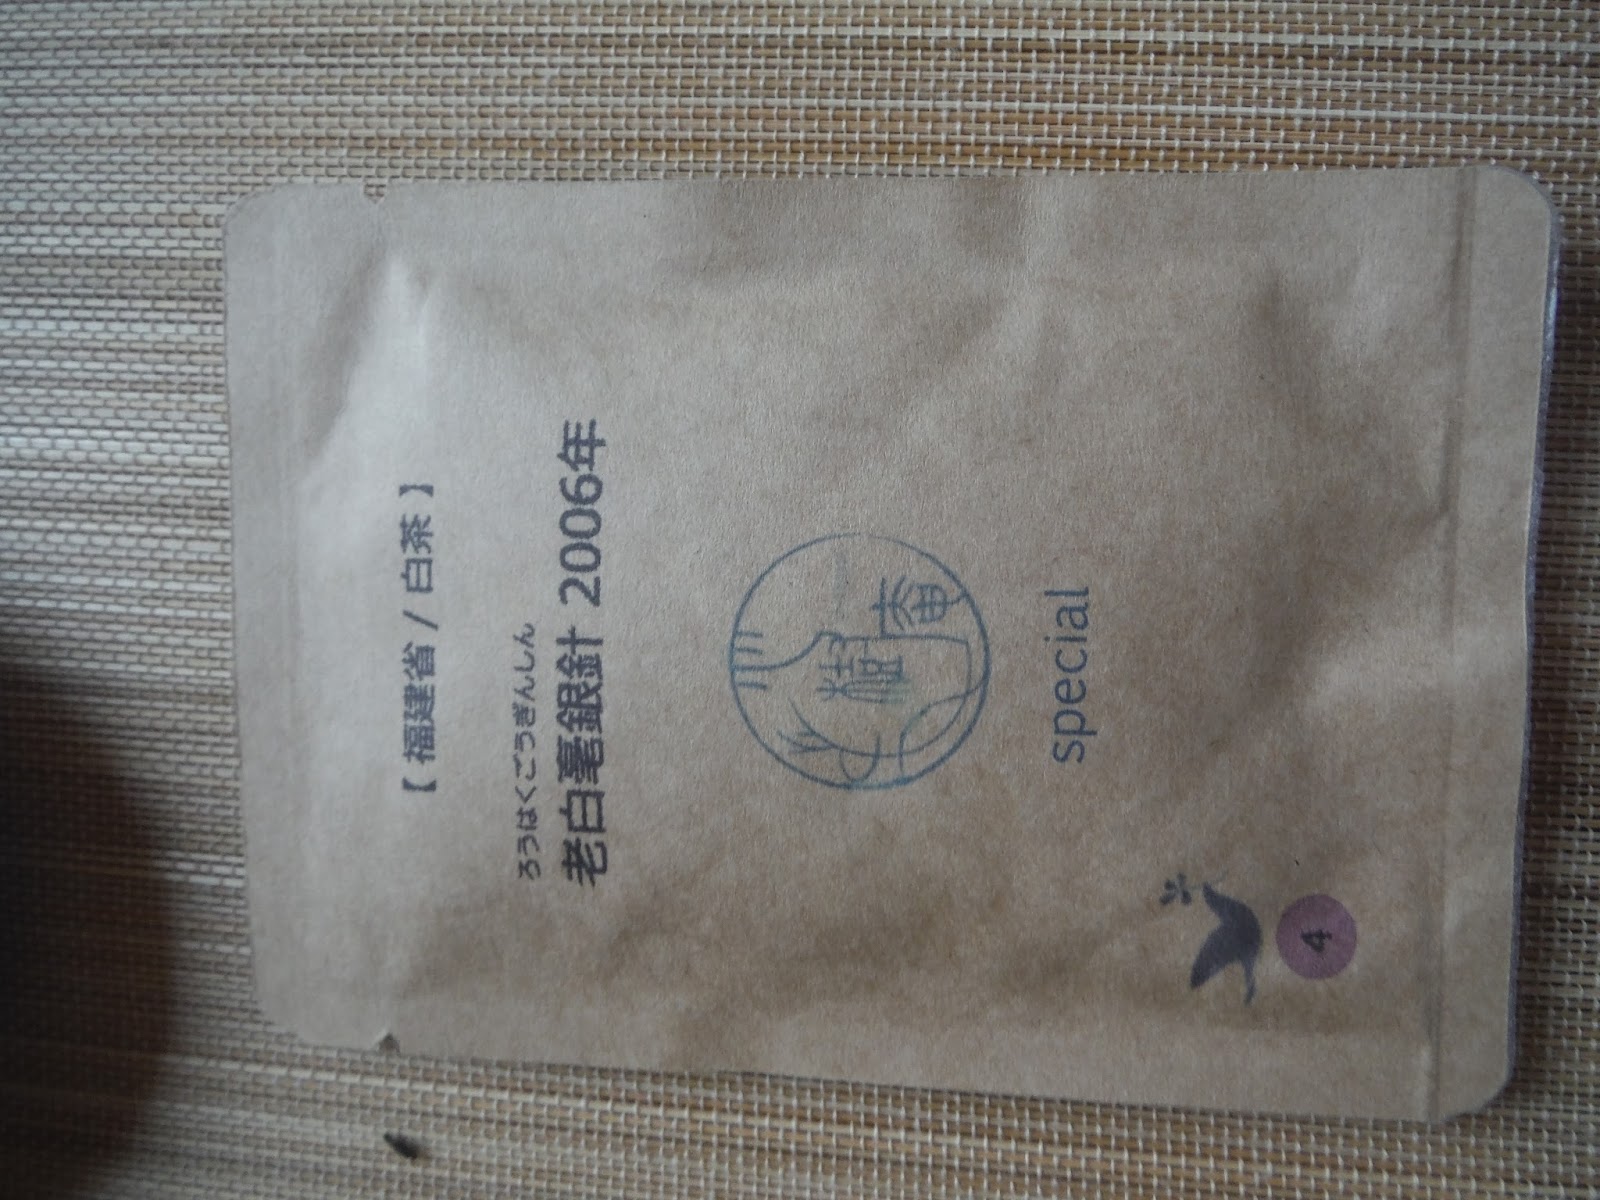 【 福建省 / 白茶 】
ろうはくごうぎんしん
老白毫銀針 2006年
special
4